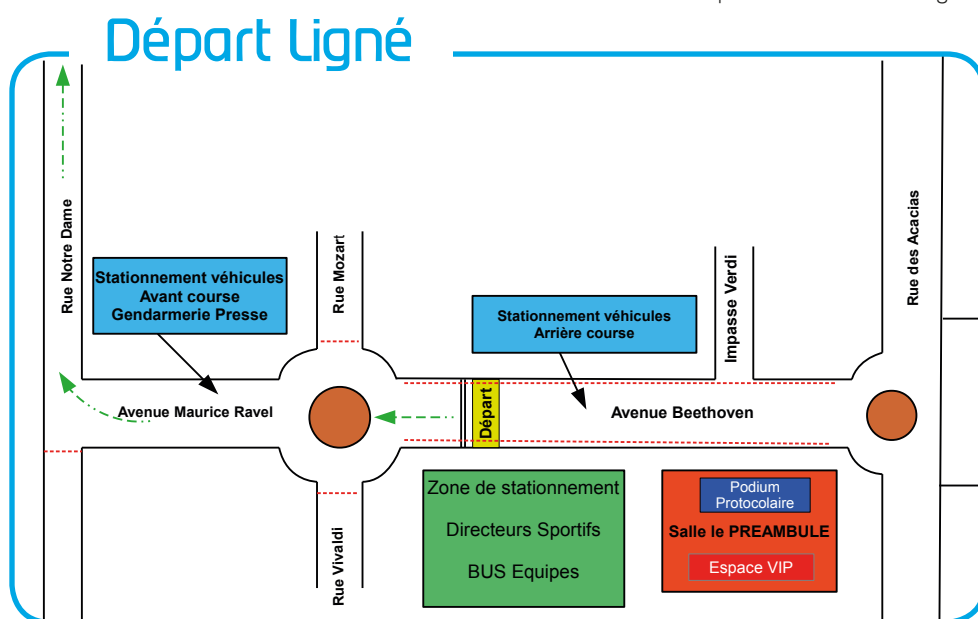 Départ Ligné
Rue Notre Dame
Stationnement véhicules
Avant course
Gendarmerie Presse
Rue Mozart
Stationnement véhicules
Arrière course
Impasse Verdi
Rue des Acacias
Avenue Maurice Ravel
Départ
Avenue Beethoven
Rue Vivaldi
Zone de stationnement
Directeurs Sportifs
BUS Equipes
Podium
Protocolaire
Salle le PREAMBULE
Espace VIP